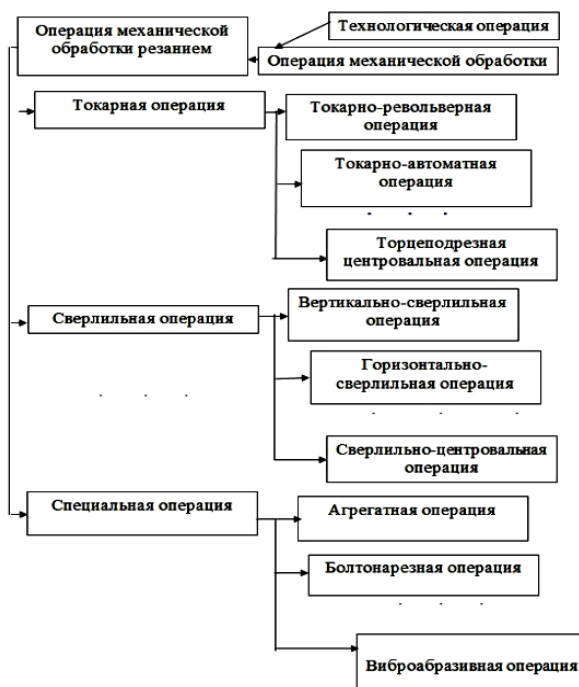 Операция механической
обработки резанием
Технологическая операция
Операция механической обработки
Токарная операция
Токарно-револьверная
операция
Токарно-автоматная
операция
. . .
Торцеподрезная
центровальная операция
Сверлильная операция
Вертикально-сверлильная
операция
Горизонтально-
сверлильная операция
. . .
. . .
Сверлильно-центровальная
операция
Специальная операция
Агрегатная операция
Болтонарезная операция
. . .
Виброабразивная операция